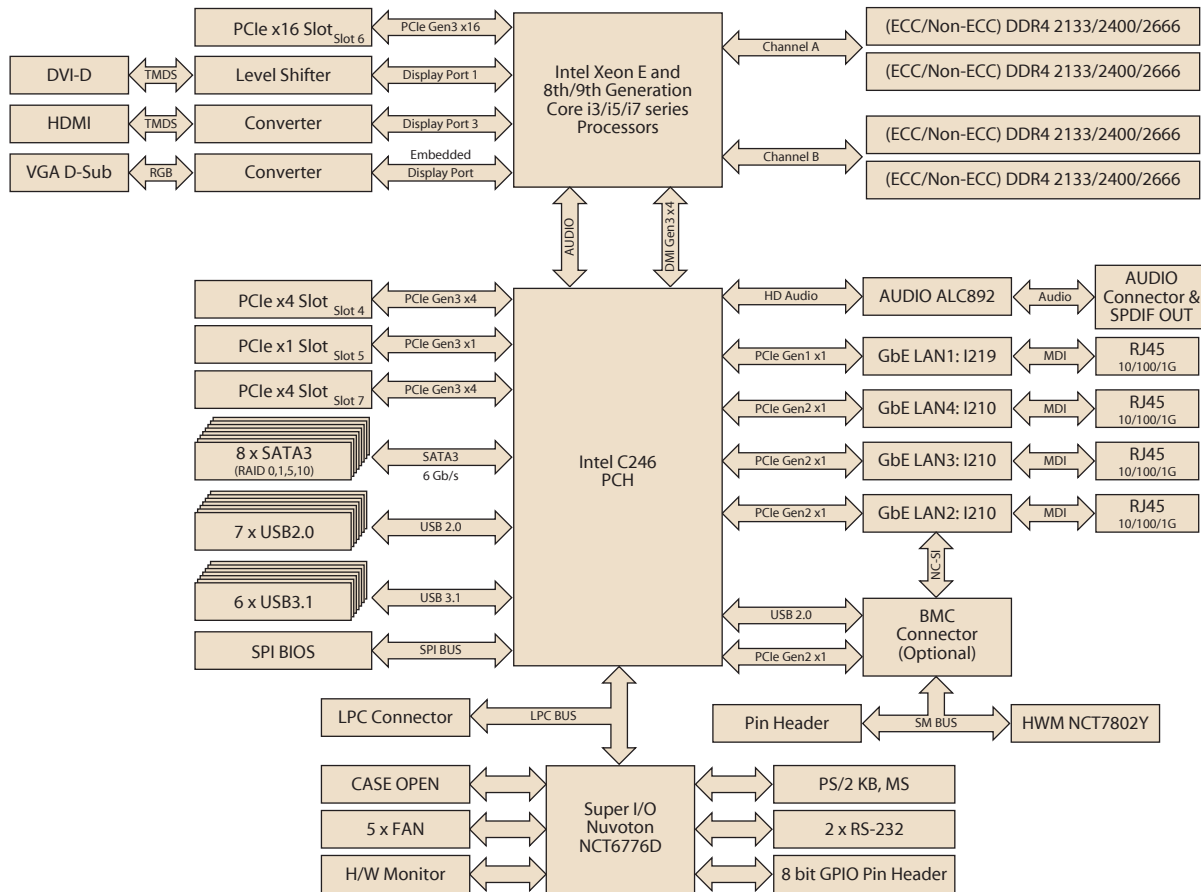 PCIe x16 Slot Slot 6
PCIe Gen3 x16
DVI-D
TMDS
Level Shifter
Display Port 1
HDMI
TMDS
Converter
Display Port 3
VGA D-Sub
RGB
Converter
Embedded
Display Port
Intel Xeon E and
8th/9th Generation
Core i3/i5/i7 series
Processors
Channel A
(ECC/Non-ECC) DDR4 2133/2400/2666
(ECC/Non-ECC) DDR4 2133/2400/2666
Channel B
(ECC/Non-ECC) DDR4 2133/2400/2666
(ECC/Non-ECC) DDR4 2133/2400/2666
AUDIO
DMI Gen3 x4
PCIe x4 Slot Slot 4
PCIe Gen3 x4
PCIe x1 Slot Slot 5
PCIe Gen3 x1
PCIe x4 Slot Slot 7
PCIe Gen3 x4
8 x SATA3
(RAID 0,1,5,10)
SATA3
6 Gb/s
7 x USB2.0
USB 2.0
6 x USB3.1
USB 3.1
SPI BIOS
SPI BUS
Intel C246
PCH
HD Audio
AUDIO ALC892
Audio
AUDIO
Connector &
SPDIF OUT
PCIe Gen1 x1
GbE LAN1: I219
MDI
RJ45
10/100/1G
PCIe Gen2 x1
GbE LAN4: I210
MDI
RJ45
10/100/1G
PCIe Gen2 x1
GbE LAN3: I210
MDI
RJ45
10/100/1G
PCIe Gen2 x1
GbE LAN2: I210
MDI
RJ45
10/100/1G
NC-SI
USB 2.0
PCIe Gen2 x1
BMC
Connector
(Optional)
LPC Connector
LPC BUS
Pin Header
SM BUS
HWM NCT7802Y
CASE OPEN
5 x FAN
H/W Monitor
Super I/O
Nuvoton
NCT6776D
PS/2 KB, MS
2 x RS-232
8 bit GPIO Pin Header